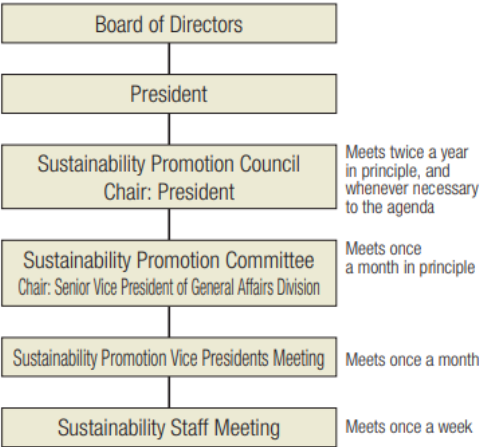 Board of Directors
President
Sustainability Promotion Council
Chair: President
Meets twice a year
in principle, and
whenever necessary
to the agenda
Sustainability Promotion Committee
Chair: Senior Vice President of General Affairs Division
Meets once
a month in principle
Sustainability Promotion Vice Presidents Meeting
Meets once a month
Sustainability Staff Meeting
Meets once a week